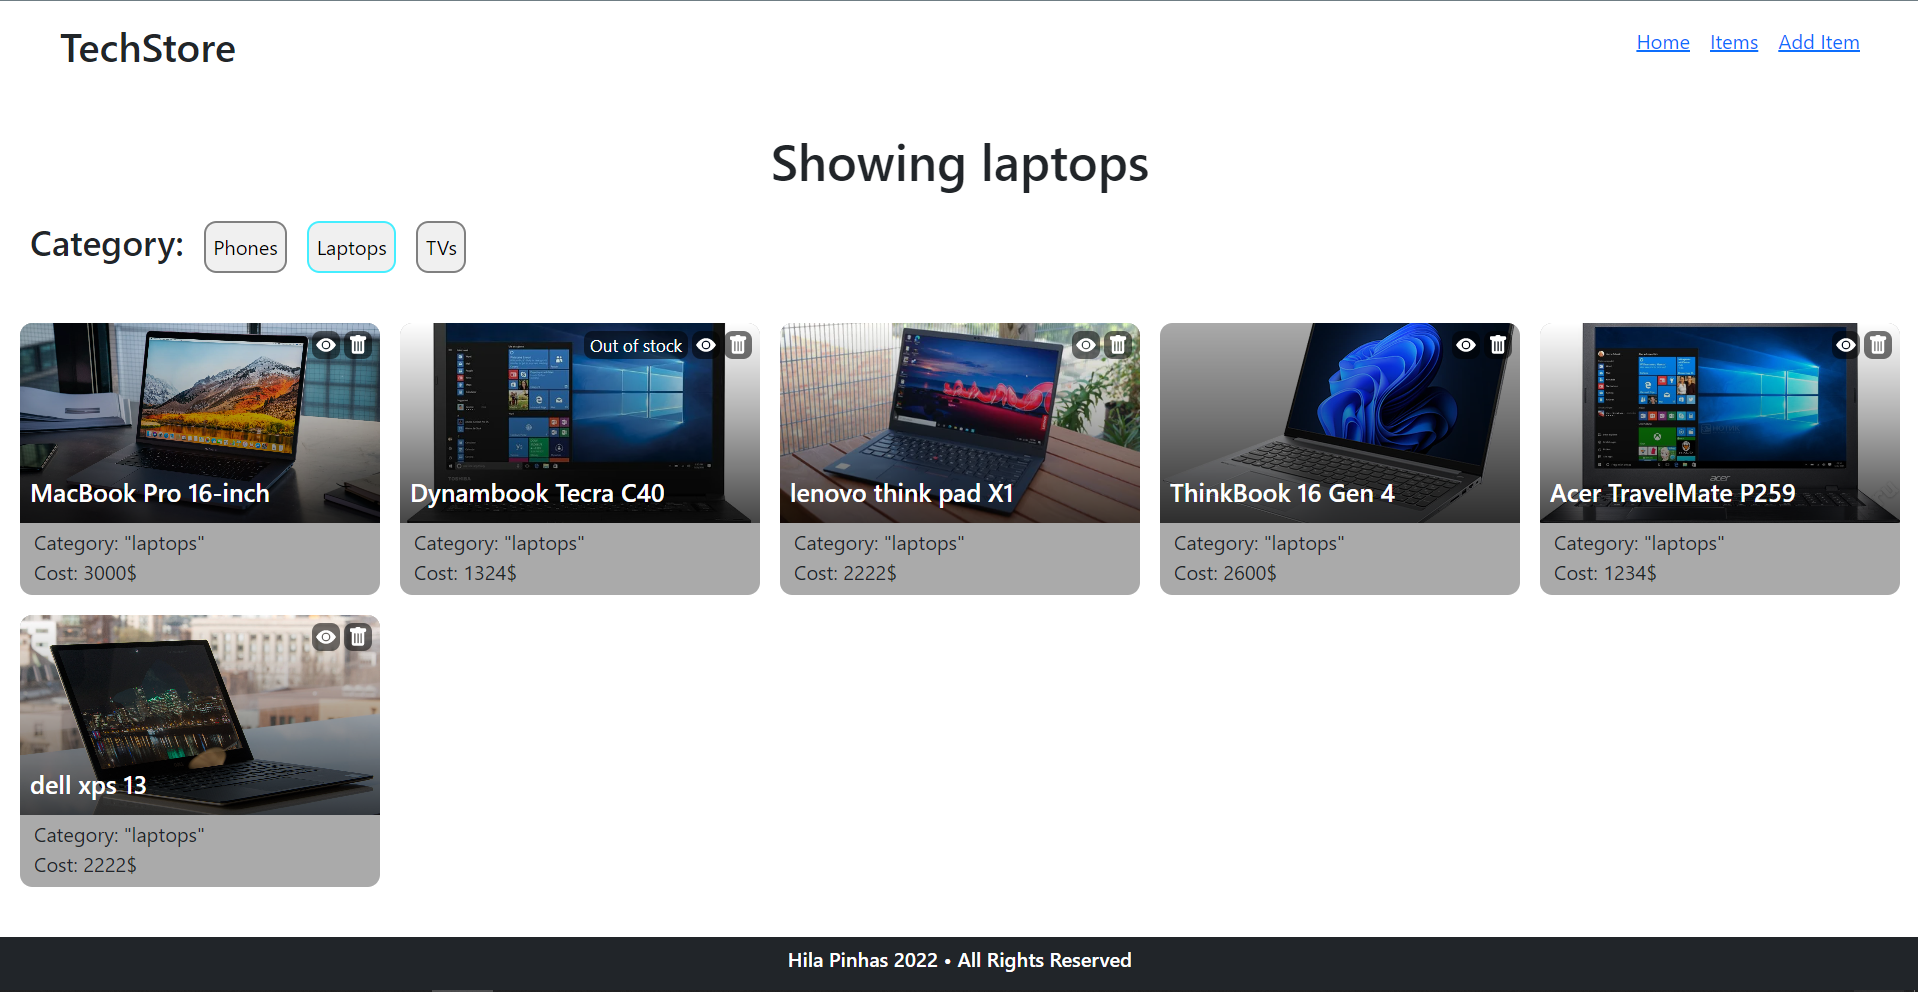 TechStore
Home Items Add Item
Showing laptops
Category: Phones Laptops TVs
MacBook Pro 16-inch
Category: "laptops"
Cost: 3000$
Out of stock
Dynambook Tecra C40
Category: "laptops"
Cost: 1324$
lenovo think pad X1
Category: "laptops"
Cost: 2222$
ThinkBook 16 Gen 4
Category: "laptops"
Cost: 2600$
acer
Acer TravelMate P259
Category: "laptops"
Cost: 1234$
dell xps 13
Category: "laptops"
Cost: 2222$
Hila Pinhas 2022 • All Rights Reserved